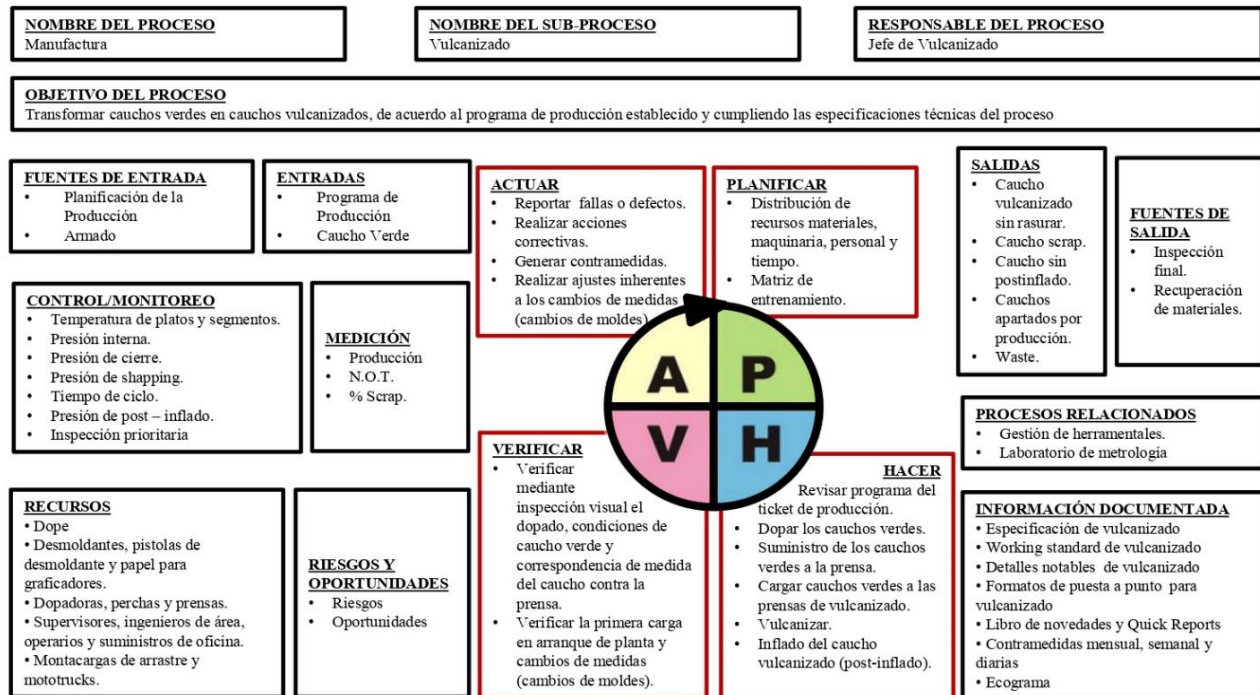 NOMBRE DEL PROCESO
Manufactura
NOMBRE DEL SUB-PROCESO
Vulcanizado
RESPONSABLE DEL PROCESO
Jefe de Vulcanizado
OBJETIVO DEL PROCESO
Transformar cauchos verdes en cauchos vulcanizados, de acuerdo al programa de producción establecido y cumpliendo las especificaciones técnicas del proceso
FUENTES DE ENTRADA
• Planificación de la
Producción
• Armado
ENTRADAS
• Programa de
Producción
• Caucho Verde
ACTUAR
• Reportar fallas o defectos.
• Realizar acciones
correctivas.
• Generar contramedidas.
• Realizar ajustes inherentes
a los cambios de medidas
(cambios de moldes)
PLANIFICAR
• Distribución de
recursos materiales,
maquinaria, personal y
tiempo.
• Matriz de
entrenamiento.
SALIDAS
• Caucho
vulcanizado
sin rasurar.
• Caucho scrap.
• Caucho sin
postinflado.
• Cauchos
apartados por
producción.
• Waste.
FUENTES DE
SALIDA
• Inspección
final.
• Recuperación
de materiales.
CONTROL/MONITOREO
• Temperatura de platos y segmentos.
• Presión interna.
• Presión de cierre.
• Presión de shapping.
• Tiempo de ciclo.
• Presión de post – inflado.
• Inspección prioritaria
MEDICIÓN
• Producción
• N.O.T.
• % Scrap.
A P
V H
PROCESOS RELACIONADOS
• Gestión de herramentales.
• Laboratorio de metrología
RECURSOS
• Dope
• Desmoldantes, pistolas de
desmoldante y papel para
graficadores.
• Dopadoras, perchas y prensas.
• Supervisores, ingenieros de área,
operarios y suministros de oficina.
• Montacargas de arrastre y
mototrucks.
RIESGOS Y
OPORTUNIDADES
• Riesgos
• Oportunidades
VERIFICAR
• Verificar
mediante
inspección visual el
dopado, condiciones de
caucho verde y
correspondencia de medida
del caucho contra la
prensa.
• Verificar la primera carga
en arranque de planta y
cambios de medidas
(cambios de moldes).
HACER
Revisar programa del
ticket de producción.
• Dopar los cauchos verdes.
• Suministro de los cauchos
verdes a la prensa.
• Cargar cauchos verdes a las
prensas de vulcanizado.
• Vulcanizar.
• Inflado del caucho
vulcanizado (post-inflado).
INFORMACIÓN DOCUMENTADA
• Especificación de vulcanizado
• Working standard de vulcanizado
• Detalles notables de vulcanizado
• Formatos de puesta a punto para
vulcanizado
• Libro de novedades y Quick Reports
• Contramedidas mensual, semanal y
diarias
• Ecograma